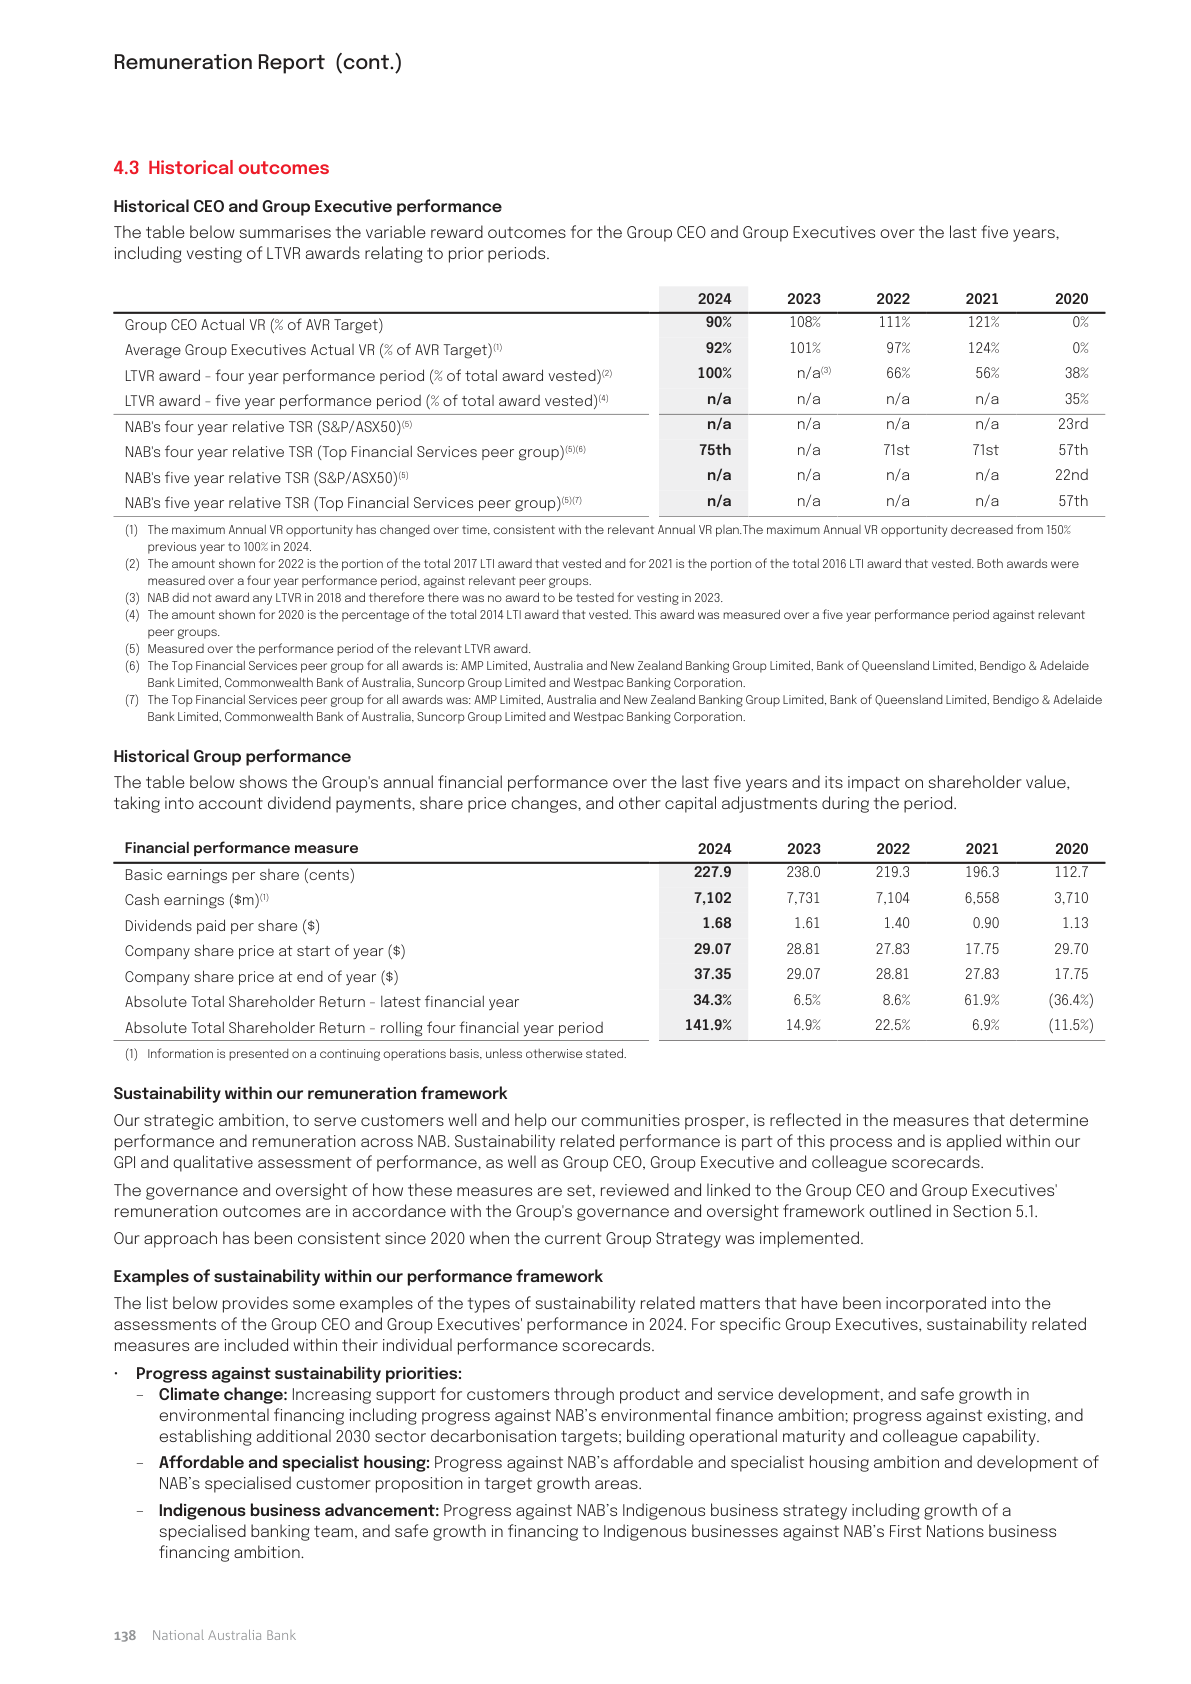 Remuneration Report (cont.)
4.3 Historical outcomes
Historical CEO and Group Executive performance
The table below summarises the variable reward outcomes for the Group CEO and Group Executives over the last five years,
including vesting of LTVR awards relating to prior periods.
2024 2023 2022 2021 2020
Group CEO Actual VR (% of AVR Target) 90% 108% 111% 121% 0%
Average Group Executives Actual VR (% of AVR Target)(1) 92% 101% 97% 124% 0%
LTVR award - four year performance period (% of total award vested)(2) 100% n/a(3) 66% 56% 38%
LTVR award - five year performance period (% of total award vested)(4) n/a n/a n/a n/a 35%
NAB's four year relative TSR (S&P/ASX50)(5) n/a n/a n/a n/a 23rd
NAB's four year relative TSR (Top Financial Services peer group)(5)(6) 75th n/a 71st 71st 57th
NAB's five year relative TSR (S&P/ASX50)(5) n/a n/a n/a n/a 22nd
NAB's five year relative TSR (Top Financial Services peer group)(5)(7) n/a n/a n/a n/a 57th
(1) The maximum Annual VR opportunity has changed over time, consistent with the relevant Annual VR plan.The maximum Annual VR opportunity decreased from 150%
previous year to 100% in 2024.
(2) The amount shown for 2022 is the portion of the total 2017 LTI award that vested and for 2021 is the portion of the total 2016 LTI award that vested. Both awards were
measured over a four year performance period, against relevant peer groups.
(3) NAB did not award any LTVR in 2018 and therefore there was no award to be tested for vesting in 2023.
(4) The amount shown for 2020 is the percentage of the total 2014 LTI award that vested. This award was measured over a five year performance period against relevant
peer groups.
(5) Measured over the performance period of the relevant LTVR award.
(6) The Top Financial Services peer group for all awards is: AMP Limited, Australia and New Zealand Banking Group Limited, Bank of Queensland Limited, Bendigo & Adelaide
Bank Limited, Commonwealth Bank of Australia, Suncorp Group Limited and Westpac Banking Corporation.
(7) The Top Financial Services peer group for all awards was: AMP Limited, Australia and New Zealand Banking Group Limited, Bank of Queensland Limited, Bendigo & Adelaide
Bank Limited, Commonwealth Bank of Australia, Suncorp Group Limited and Westpac Banking Corporation.
Historical Group performance
The table below shows the Group's annual financial performance over the last five years and its impact on shareholder value,
taking into account dividend payments, share price changes, and other capital adjustments during the period.
Financial performance measure 2024 2023 2022 2021 2020
Basic earnings per share (cents) 227.9 238.0 219.3 196.3 112.7
Cash earnings ($m)(1) 7,102 7,731 7,104 6,558 3,710
Dividends paid per share ($) 1.68 1.61 1.40 0.90 1.13
Company share price at start of year ($) 29.07 28.81 27.83 17.75 29.70
Company share price at end of year ($) 37.35 29.07 28.81 27.83 17.75
Absolute Total Shareholder Return - latest financial year 34.3% 6.5% 8.6% 61.9% (36.4%)
Absolute Total Shareholder Return - rolling four financial year period 141.9% 14.9% 22.5% 6.9% (11.5%)
(1) Information is presented on a continuing operations basis, unless otherwise stated.
Sustainability within our remuneration framework
Our strategic ambition, to serve customers well and help our communities prosper, is reflected in the measures that determine
performance and remuneration across NAB. Sustainability related performance is part of this process and is applied within our
GPI and qualitative assessment of performance, as well as Group CEO, Group Executive and colleague scorecards.
The governance and oversight of how these measures are set, reviewed and linked to the Group CEO and Group Executives'
remuneration outcomes are in accordance with the Group's governance and oversight framework outlined in Section 5.1.
Our approach has been consistent since 2020 when the current Group Strategy was implemented.
Examples of sustainability within our performance framework
The list below provides some examples of the types of sustainability related matters that have been incorporated into the
assessments of the Group CEO and Group Executives' performance in 2024. For specific Group Executives, sustainability related
measures are included within their individual performance scorecards.
• Progress against sustainability priorities:
– Climate change: Increasing support for customers through product and service development, and safe growth in
environmental financing including progress against NAB's environmental finance ambition; progress against existing, and
establishing additional 2030 sector decarbonisation targets; building operational maturity and colleague capability.
– Affordable and specialist housing: Progress against NAB's affordable and specialist housing ambition and development of
NAB's specialised customer proposition in target growth areas.
– Indigenous business advancement: Progress against NAB's Indigenous business strategy including growth of a
specialised banking team, and safe growth in financing to Indigenous businesses against NAB's First Nations business
financing ambition.
138 National Australia Bank